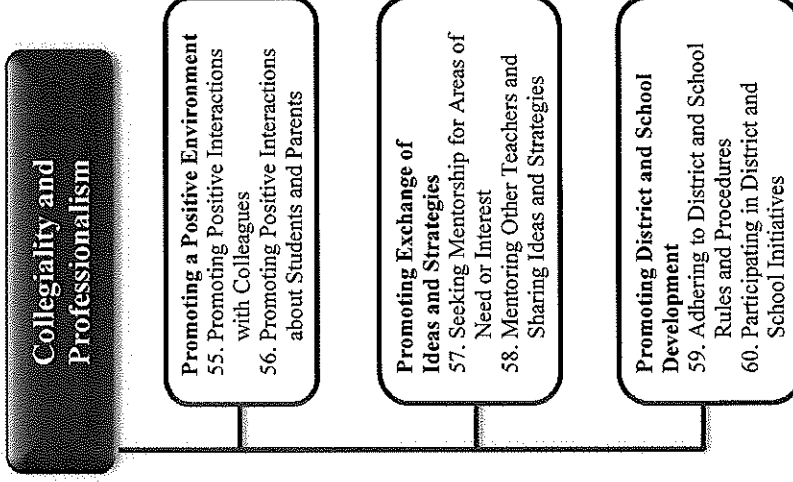 Collegiality and
Professionalism
Promoting a Positive Environment
55. Promoting Positive Interactions
with Colleagues
56. Promoting Positive Interactions
about Students and Parents
Promoting Exchange of
Ideas and Strategies
57. Seeking Mentorship for Areas of
Need or Interest
58. Mentoring Other Teachers and
Sharing Ideas and Strategies
Promoting District and School
Development
59. Adhering to District and School
Rules and Procedures
60. Participating in District and
School Initiatives